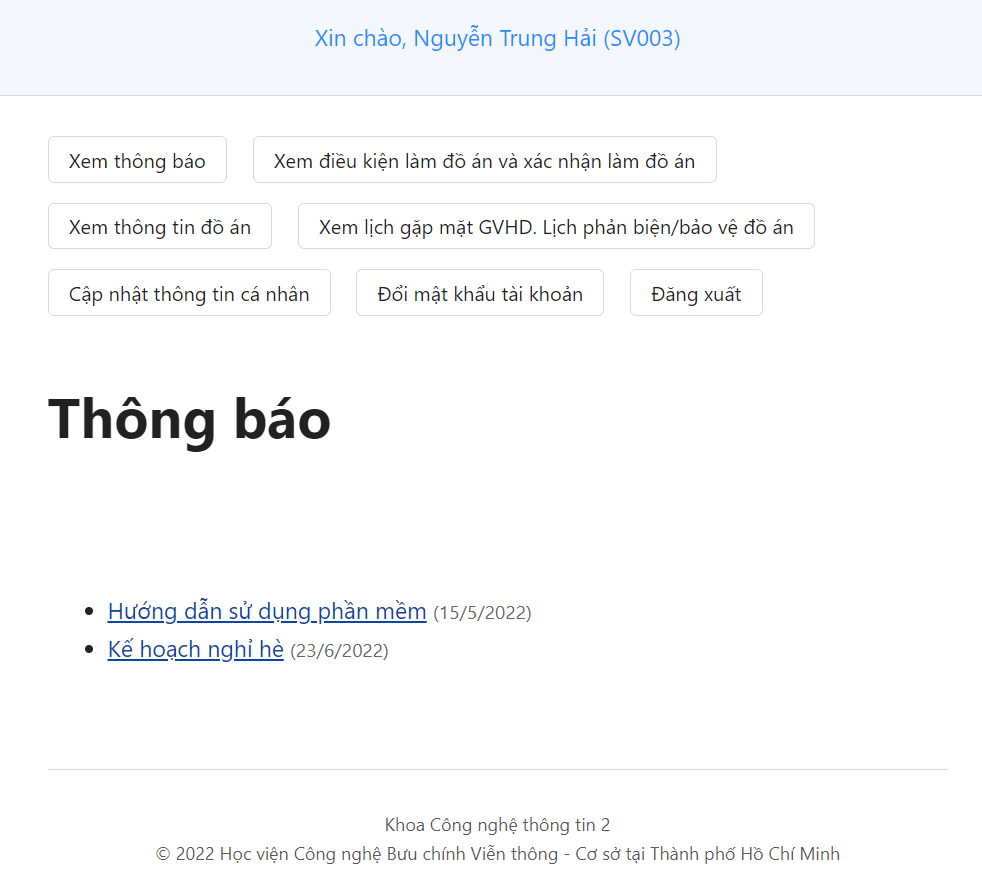 Xin chào, Nguyễn Trung Hải (SV003)
Xem thông báo
Xem điều kiện làm đồ án và xác nhận làm đồ án
Xem thông tin đồ án
Xem lịch gặp mặt GVHD. Lịch phản biện/bảo vệ đồ án
Cập nhật thông tin cá nhân
Đổi mật khẩu tài khoản
Đăng xuất
Thông báo
Hướng dẫn sử dụng phần mềm (15/5/2022)
Kế hoạch nghỉ hè (23/6/2022)
Khoa Công nghệ thông tin 2
© 2022 Học viện Công nghệ Bưu chính Viễn thông - Cơ sở tại Thành phố Hồ Chí Minh